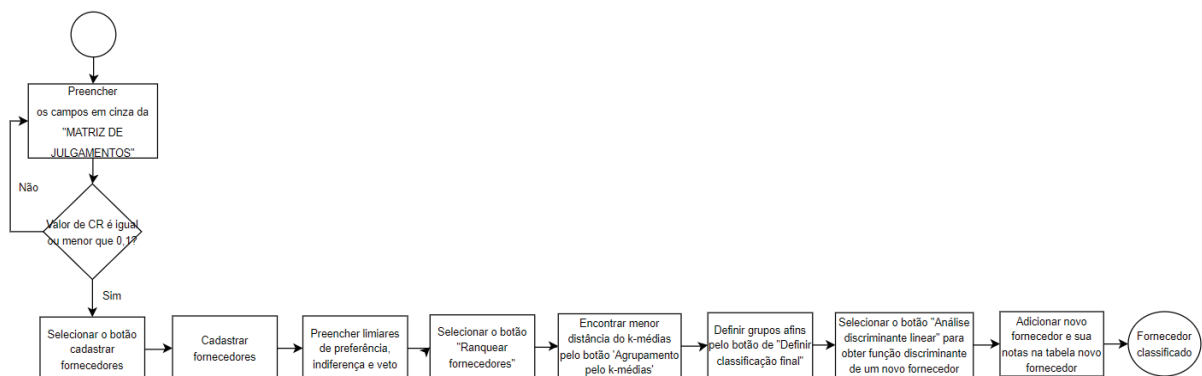 Preencher
os campos em cinza da
"MATRIZ DE
JULGAMENTOS"
Não
Valor de CR é igual
ou menor que 0,1?
Sim
Selecionar o botão
cadastrar
fornecedores
Cadastrar
fornecedores
Preencher limiares
de preferência,
indiferença e veto
Selecionar o botão
"Ranquear
fornecedores"
Encontrar menor
distância do k-médias
pelo botão 'Agrupamento
pelo k-médias'
Definir grupos afins
pelo botão de "Definir
classificação final"
Selecionar o botão "Análise
discriminante linear" para
obter função discriminante
de um novo fornecedor
Adicionar novo
fornecedor e sua
notas na tabela novo
fornecedor
Fornecedor
classificado